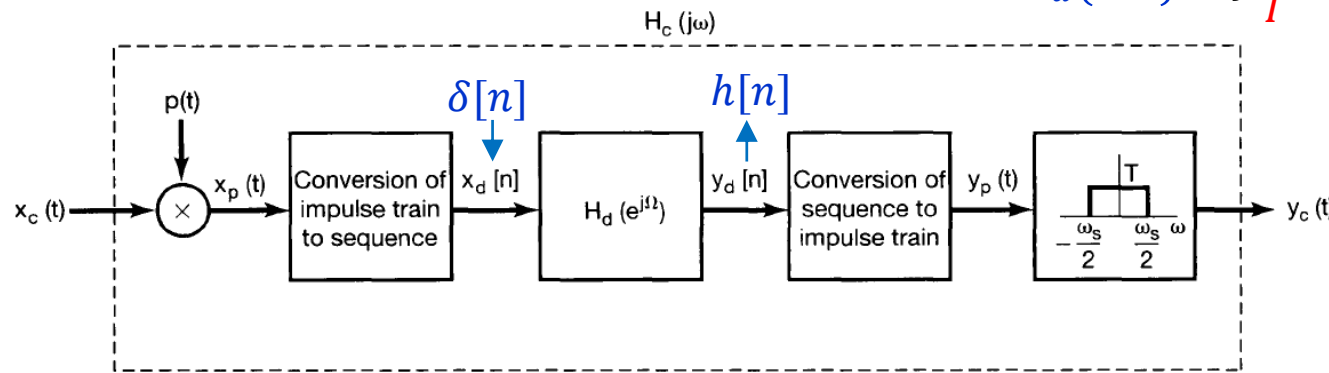 H_c (jω)
p(t)
δ[n]
h[n]
x_c (t)
×
x_p (t)
Conversion of
impulse train
to sequence
x_d [n]
H_d (e^{jΩ})
y_d [n]
Conversion of
sequence to
impulse train
y_p (t)
T
-ω_s/2
ω_s/2
ω
y_c (t)